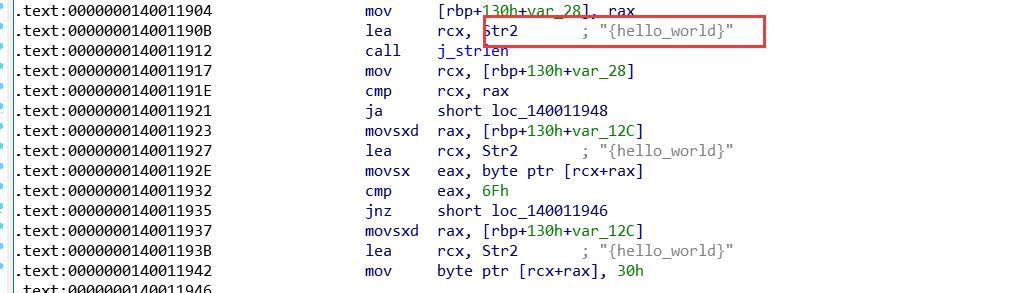 .text:0000000140011904 mov [rbp+130h+var_28], rax
.text:000000014001190B lea rcx, Str2 ; "{hello_world}"
.text:0000000140011912 call j_strlen
.text:0000000140011917 mov rcx, [rbp+130h+var_28]
.text:000000014001191E cmp rcx, rax
.text:0000000140011921 ja short loc_140011948
.text:0000000140011923 movsxd rax, [rbp+130h+var_12C]
.text:0000000140011927 lea rcx, Str2 ; "{hello_world}"
.text:000000014001192E movsx eax, byte ptr [rcx+rax]
.text:0000000140011932 cmp eax, 6Fh
.text:0000000140011935 jnz short loc_140011946
.text:0000000140011937 movsxd rax, [rbp+130h+var_12C]
.text:000000014001193B lea rcx, Str2 ; "{hello_world}"
.text:0000000140011942 mov byte ptr [rcx+rax], 30h
.text:0000000140011946